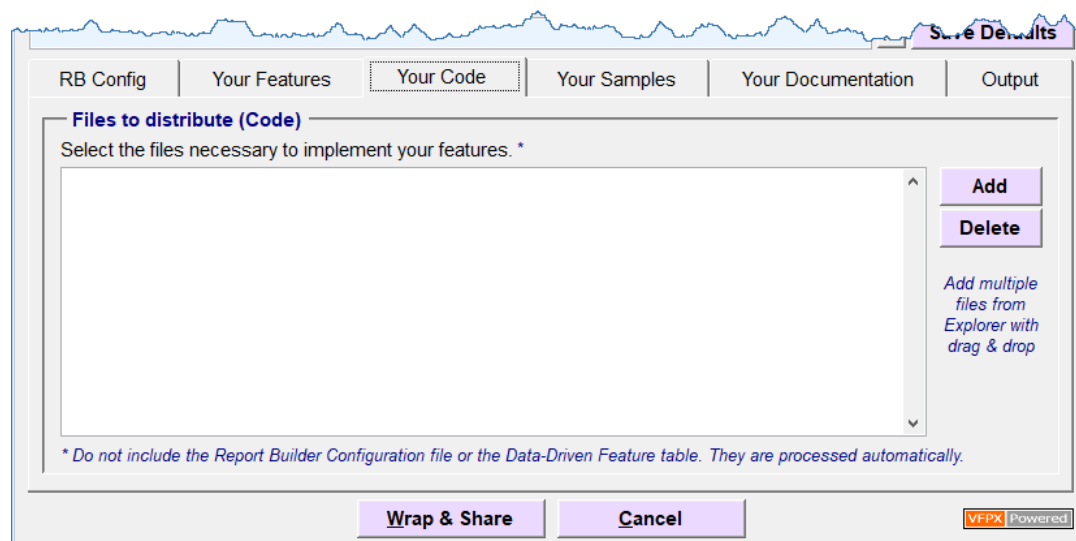 Save Defaults
RB Config
Your Features
Your Code
Your Samples
Your Documentation
Output
Files to distribute (Code)
Select the files necessary to implement your features. *
Add
Delete
Add multiple
files from
Explorer with
drag & drop
* Do not include the Report Builder Configuration file or the Data-Driven Feature table. They are processed automatically.
Wrap & Share
Cancel
VFPX Powered